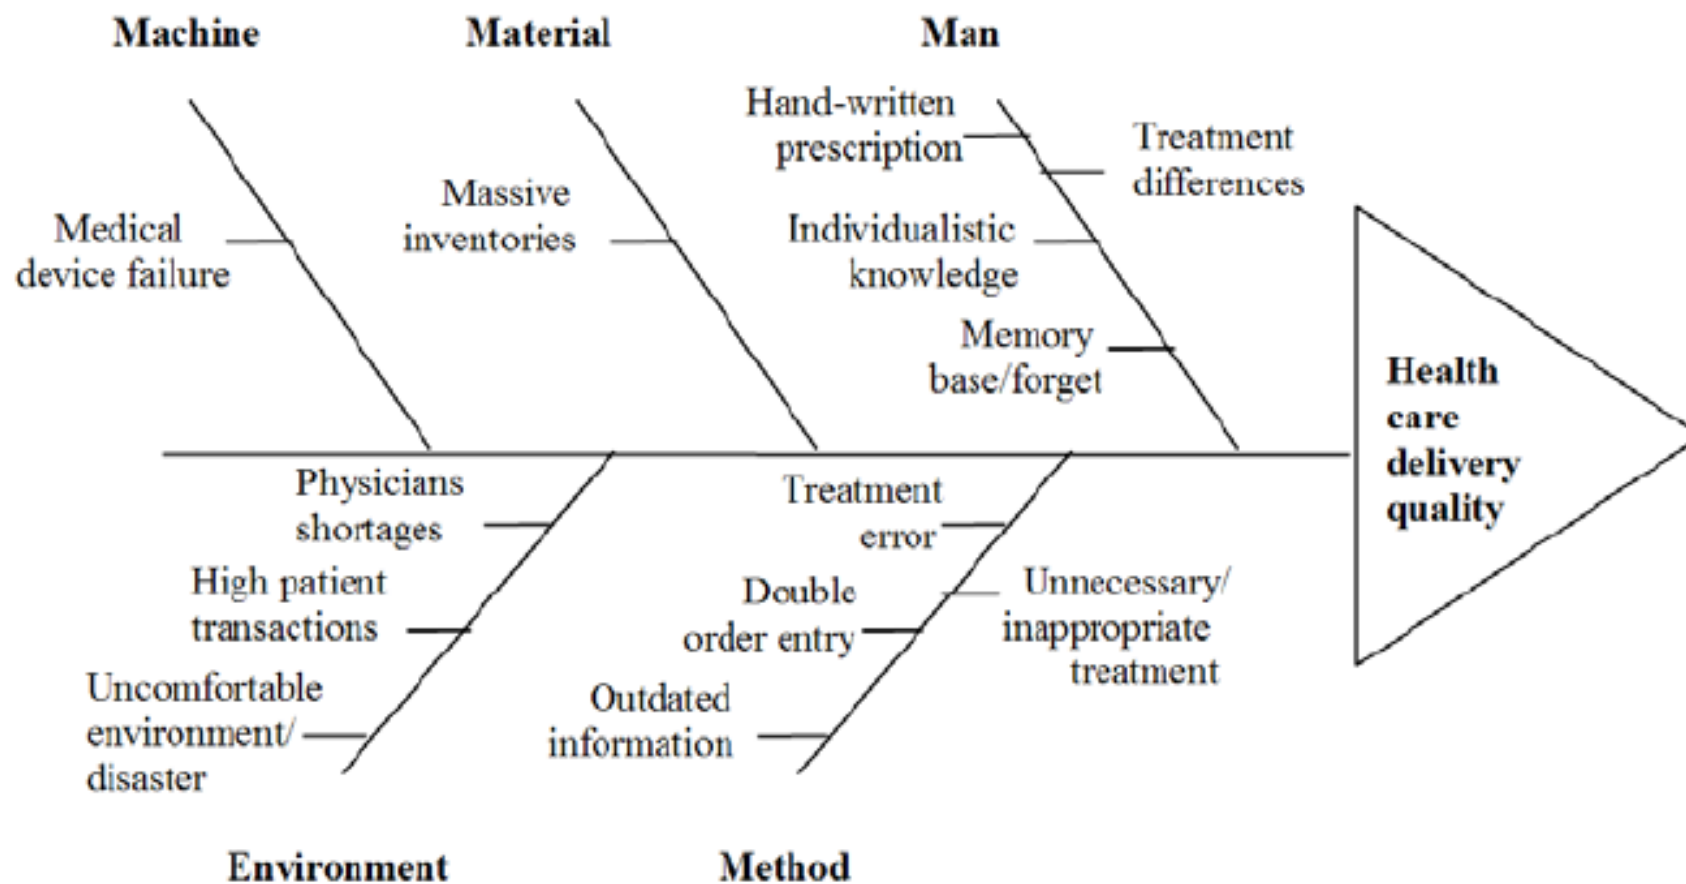 Machine
Material
Man
Hand-written
prescription
Treatment
differences
Medical
device failure
Massive
inventories
Individualistic
knowledge
Memory
base/forget
Health
care
delivery
quality
Physicians
shortages
High patient
transactions
Uncomfortable
environment/
disaster
Treatment
error
Double
order entry
Unnecessary/
inappropriate
treatment
Outdated
information
Environment
Method